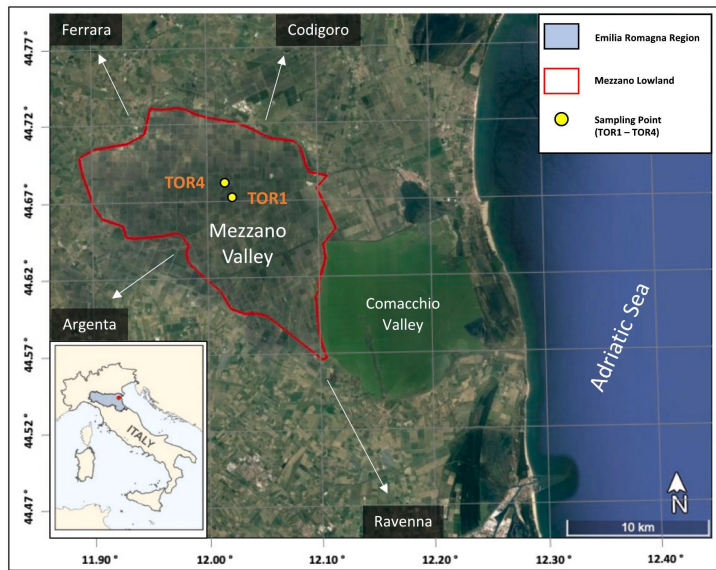 Ferrara
Codigoro
Emilia Romagna Region
Mezzano Lowland
Sampling Point
(TOR1 – TOR4)
TOR4
TOR1
Mezzano
Valley
Comacchio
Valley
Argenta
Adriatic Sea
ITALY
Ravenna
N
10 km
44.77
44.72
44.67
44.62
44.57
44.52
44.47
11.90 °
12.00 °
12.10 °
12.20 °
12.30 °
12.40 °